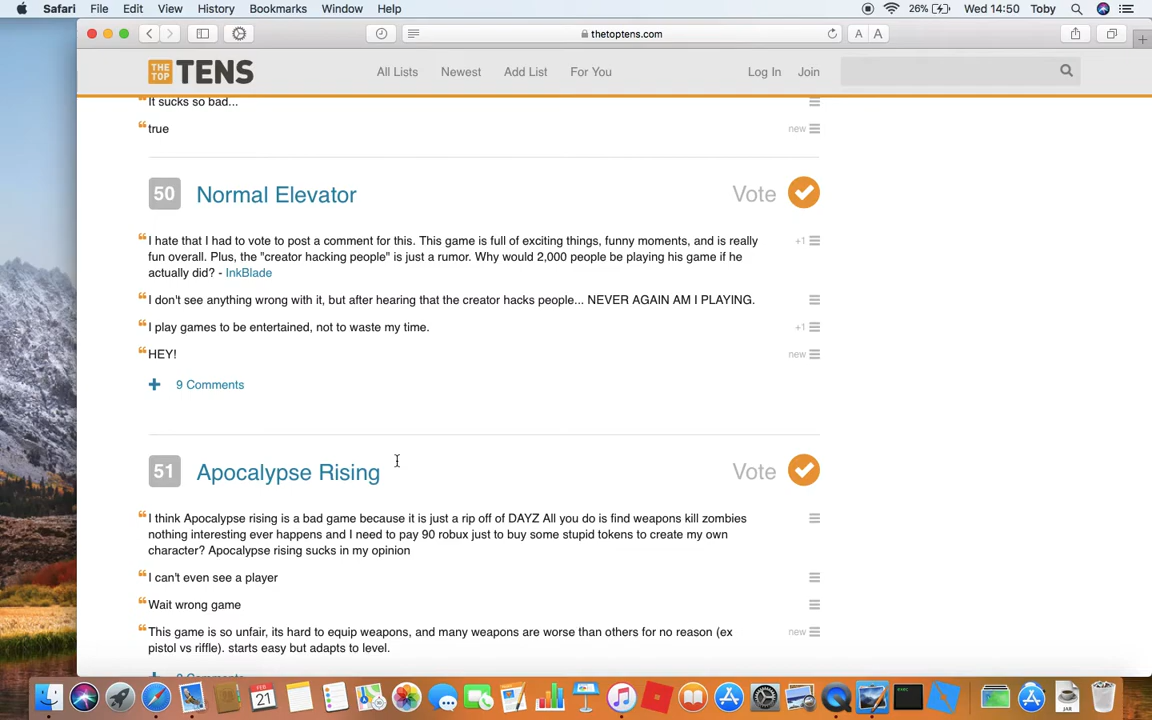 Safari File Edit View History Bookmarks Window Help 26% Wed 14:50 Toby
thetoptens.com A A
THE TOP TENS All Lists Newest Add List For You Log In Join
It sucks so bad...
true new
50 Normal Elevator Vote
I hate that I had to vote to post a comment for this. This game is full of exciting things, funny moments, and is really +1
fun overall. Plus, the "creator hacking people" is just a rumor. Why would 2,000 people be playing his game if he
actually did? - InkBlade
I don't see anything wrong with it, but after hearing that the creator hacks people... NEVER AGAIN AM I PLAYING.
I play games to be entertained, not to waste my time. +1
HEY! new
+ 9 Comments
51 Apocalypse Rising Vote
I think Apocalypse rising is a bad game because it is just a rip off of DAYZ All you do is find weapons kill zombies
nothing interesting ever happens and I need to pay 90 robux just to buy some stupid tokens to create my own
character? Apocalypse rising sucks in my opinion
I can't even see a player
Wait wrong game
This game is so unfair, its hard to equip weapons, and many weapons are worse than others for no reason (ex new
pistol vs riffle). starts easy but adapts to level.
FEB
21
JAR